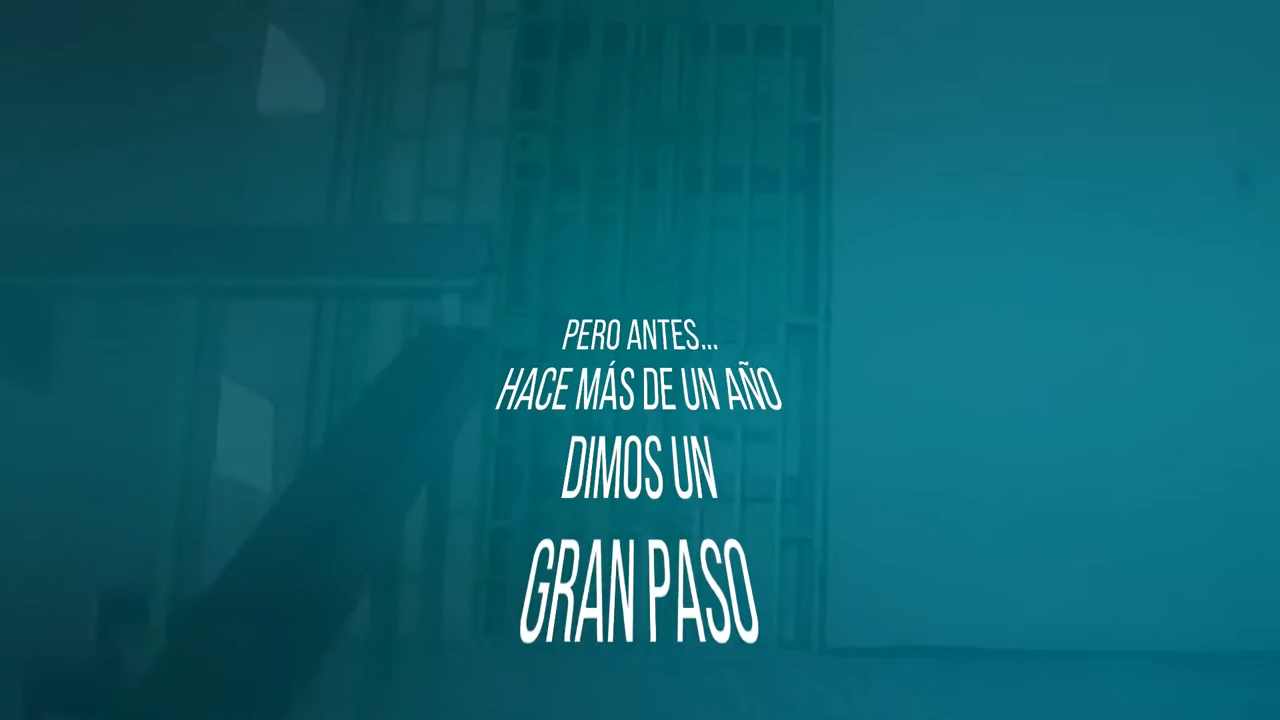 PERO ANTES...
HACE MÁS DE UN AÑO
DIMOS UN
GRAN PASO